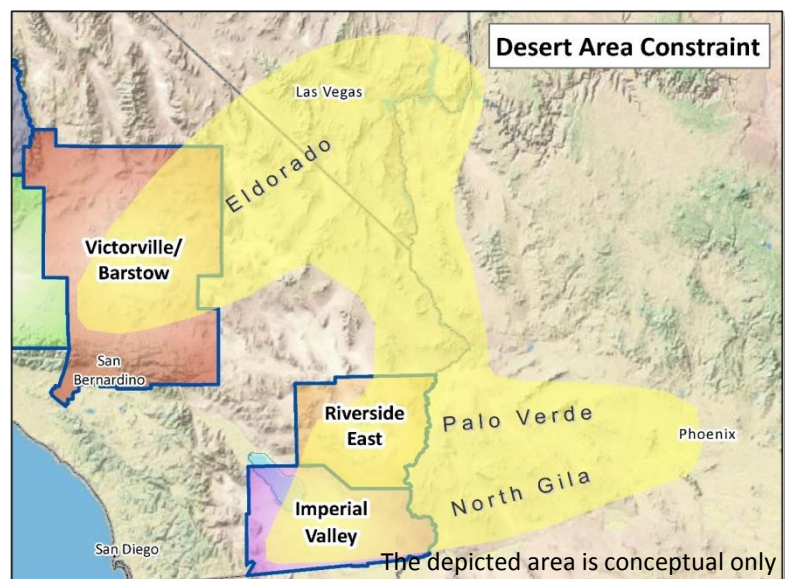 Desert Area Constraint
Las Vegas
Eldorado
Victorville/
Barstow
San
Bernardino
Riverside
East
Palo Verde
Phoenix
North Gila
Imperial
Valley
San Diego
The depicted area is conceptual only